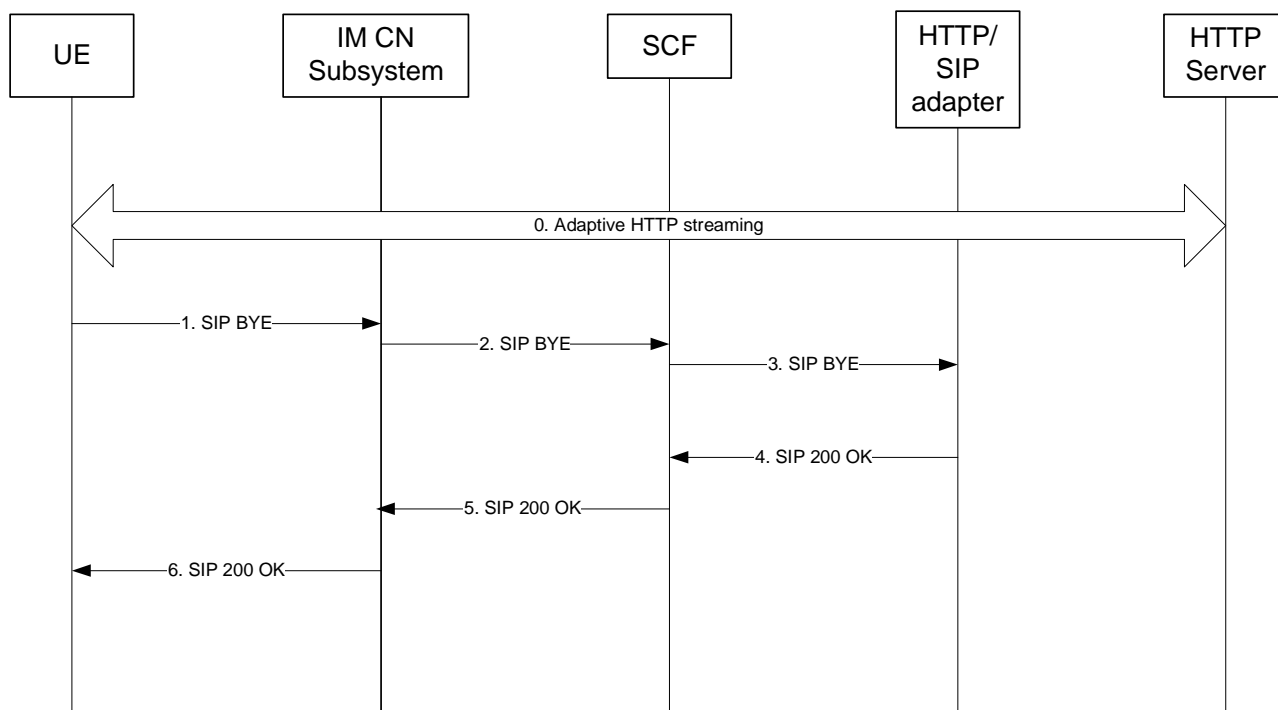 UE
IM CN
Subsystem
SCF
HTTP/
SIP
adapter
HTTP
Server
0. Adaptive HTTP streaming
1. SIP BYE
2. SIP BYE
3. SIP BYE
4. SIP 200 OK
5. SIP 200 OK
6. SIP 200 OK